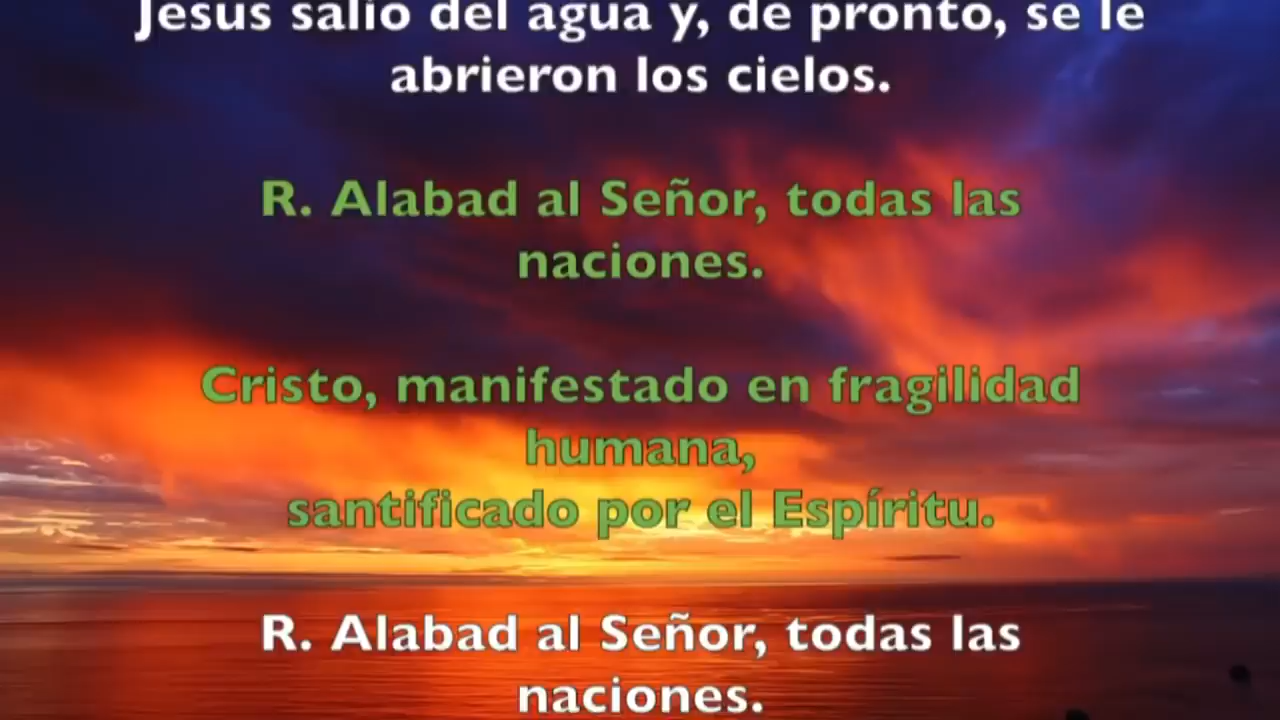 Jesús salió del agua y, de pronto, se le
abrieron los cielos.
R. Alabad al Señor, todas las
naciones.
Cristo, manifestado en fragilidad
humana,
santificado por el Espíritu.
R. Alabad al Señor, todas las
naciones.